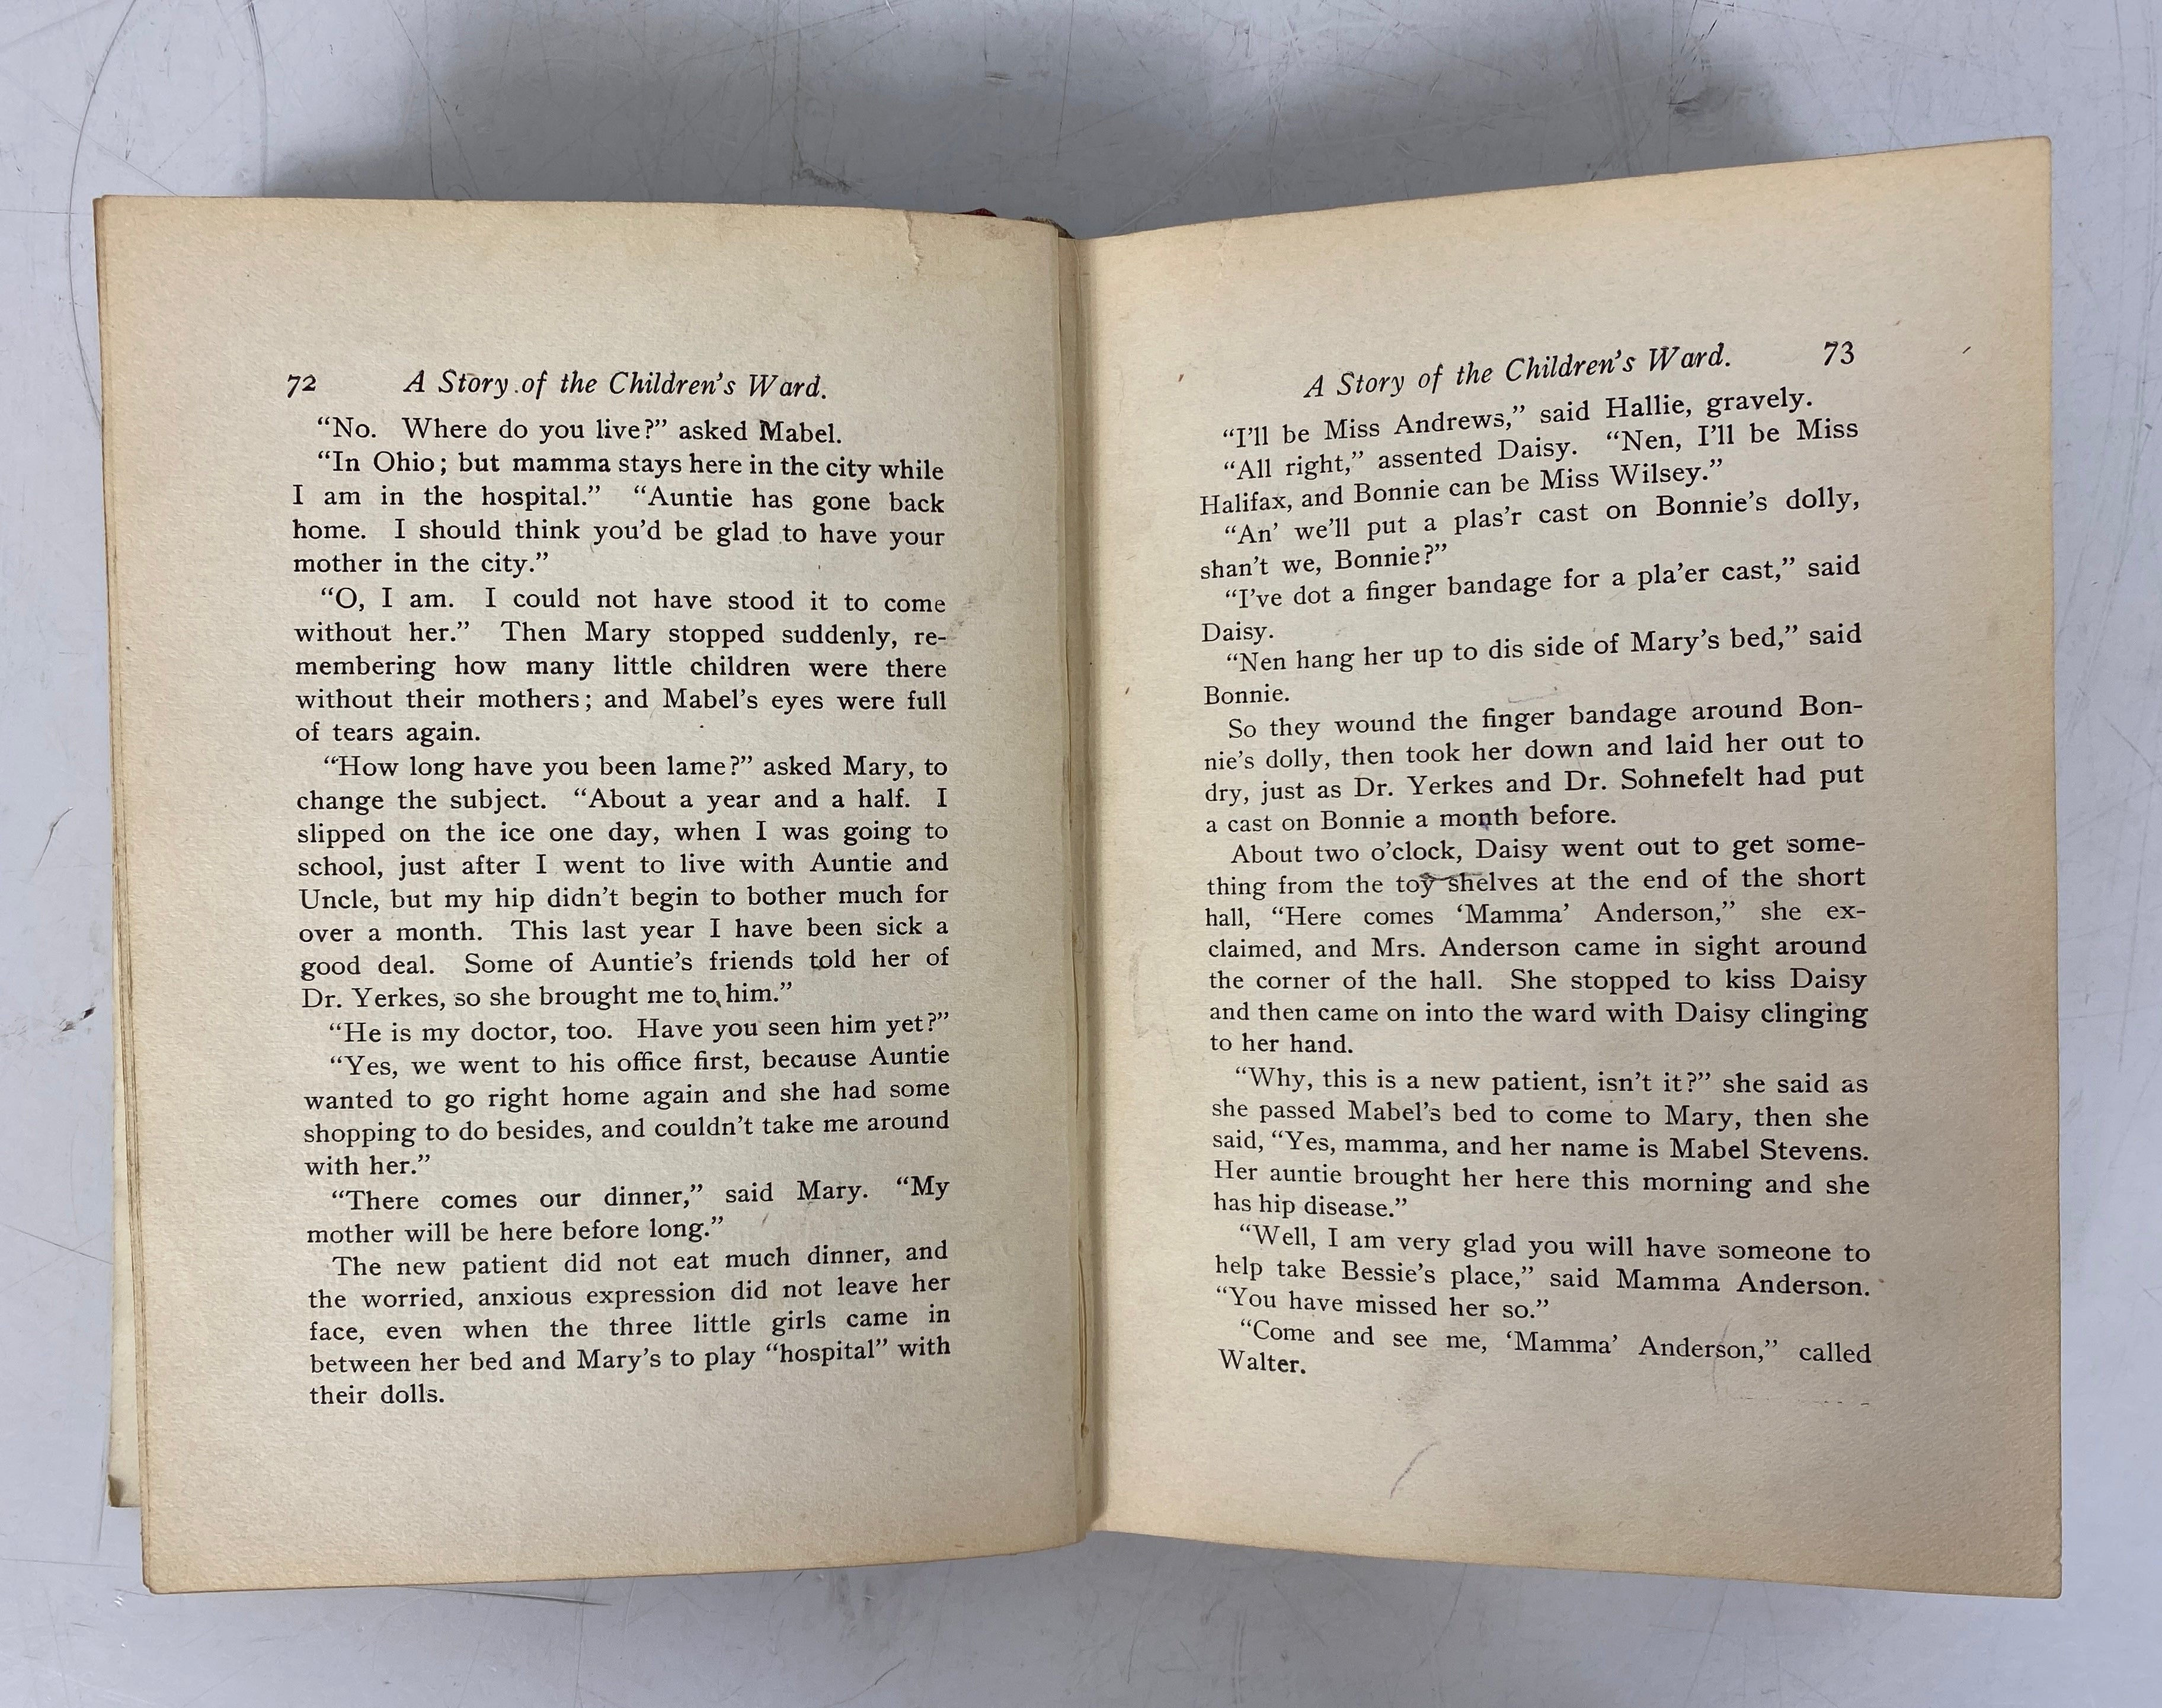 72 A Story of the Children's Ward.
“No. Where do you live?” asked Mabel.
“In Ohio; but mamma stays here in the city while
I am in the hospital.” “Auntie has gone back
home. I should think you'd be glad to have your
mother in the city.”
“O, I am. I could not have stood it to come
without her.” Then Mary stopped suddenly, re-
membering how many little children were there
without their mothers; and Mabel's eyes were full
of tears again.
“How long have you been lame?” asked Mary, to
change the subject. “About a year and a half. I
slipped on the ice one day, when I was going to
school, just after I went to live with Auntie and
Uncle, but my hip didn't begin to bother much for
over a month. This last year I have been sick a
good deal. Some of Auntie's friends told her of
Dr. Yerkes, so she brought me to him.”
“He is my doctor, too. Have you seen him yet?”
“Yes, we went to his office first, because Auntie
wanted to go right home again and she had some
shopping to do besides, and couldn't take me around
with her.”
“There comes our dinner,” said Mary. “My
mother will be here before long.”
The new patient did not eat much dinner, and
the worried, anxious expression did not leave her
face, even when the three little girls came in
between her bed and Mary's to play “hospital” with
their dolls.
A Story of the Children's Ward. 73
“I'll be Miss Andrews,” said Hallie, gravely.
“All right,” assented Daisy. “Nen, I'll be Miss
Halifax, and Bonnie can be Miss Wilsey.”
“An' we'll put a plas'r cast on Bonnie's dolly,
shan't we, Bonnie?”
“I've dot a finger bandage for a pla'er cast,” said
Daisy.
“Nen hang her up to dis side of Mary's bed,” said
Bonnie.
So they wound the finger bandage around Bon-
nie's dolly, then took her down and laid her out to
dry, just as Dr. Yerkes and Dr. Sohnefelt had put
a cast on Bonnie a month before.
About two o'clock, Daisy went out to get some-
thing from the toy shelves at the end of the short
hall, “Here comes ‘Mamma’ Anderson,” she ex-
claimed, and Mrs. Anderson came in sight around
the corner of the hall. She stopped to kiss Daisy
and then came on into the ward with Daisy clinging
to her hand.
“Why, this is a new patient, isn't it?” she said as
she passed Mabel's bed to come to Mary, then she
said, “Yes, mamma, and her name is Mabel Stevens.
Her auntie brought her here this morning and she
has hip disease.”
“Well, I am very glad you will have someone to
help take Bessie's place,” said Mamma Anderson.
“You have missed her so.”
“Come and see me, ‘Mamma’ Anderson,” called
Walter.